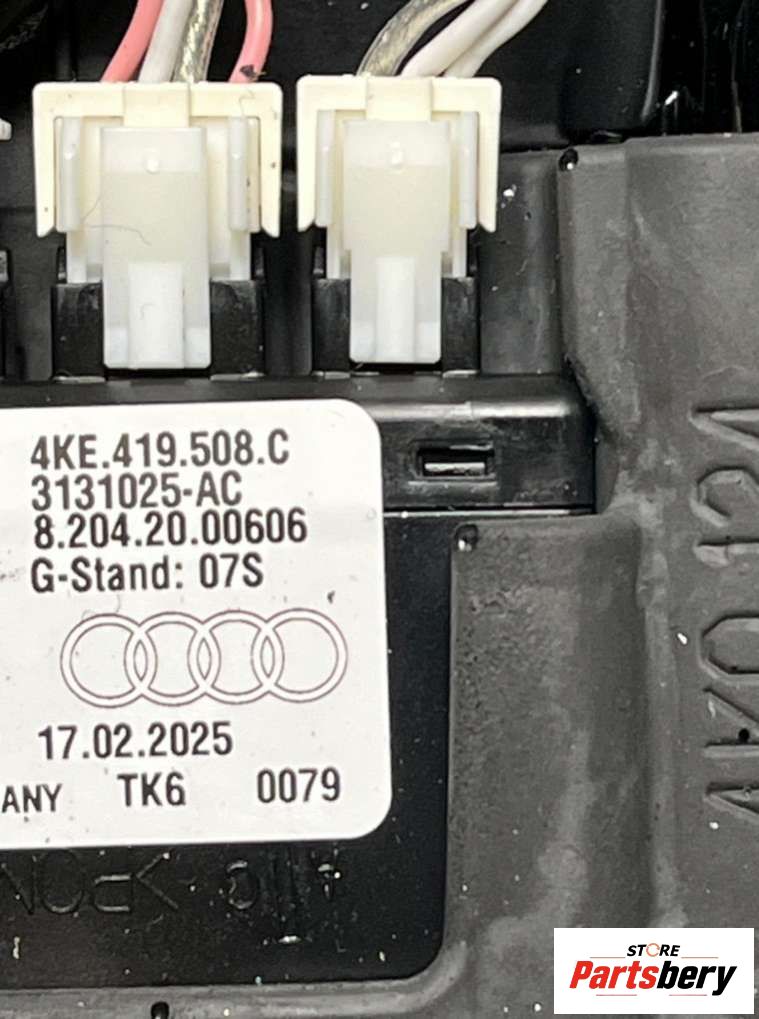 4KE.419.508.C
3131025-AC
8.204.20.00606
G-Stand: 07S
17.02.2025
ANY TK6 0079
STORE
Partsbery